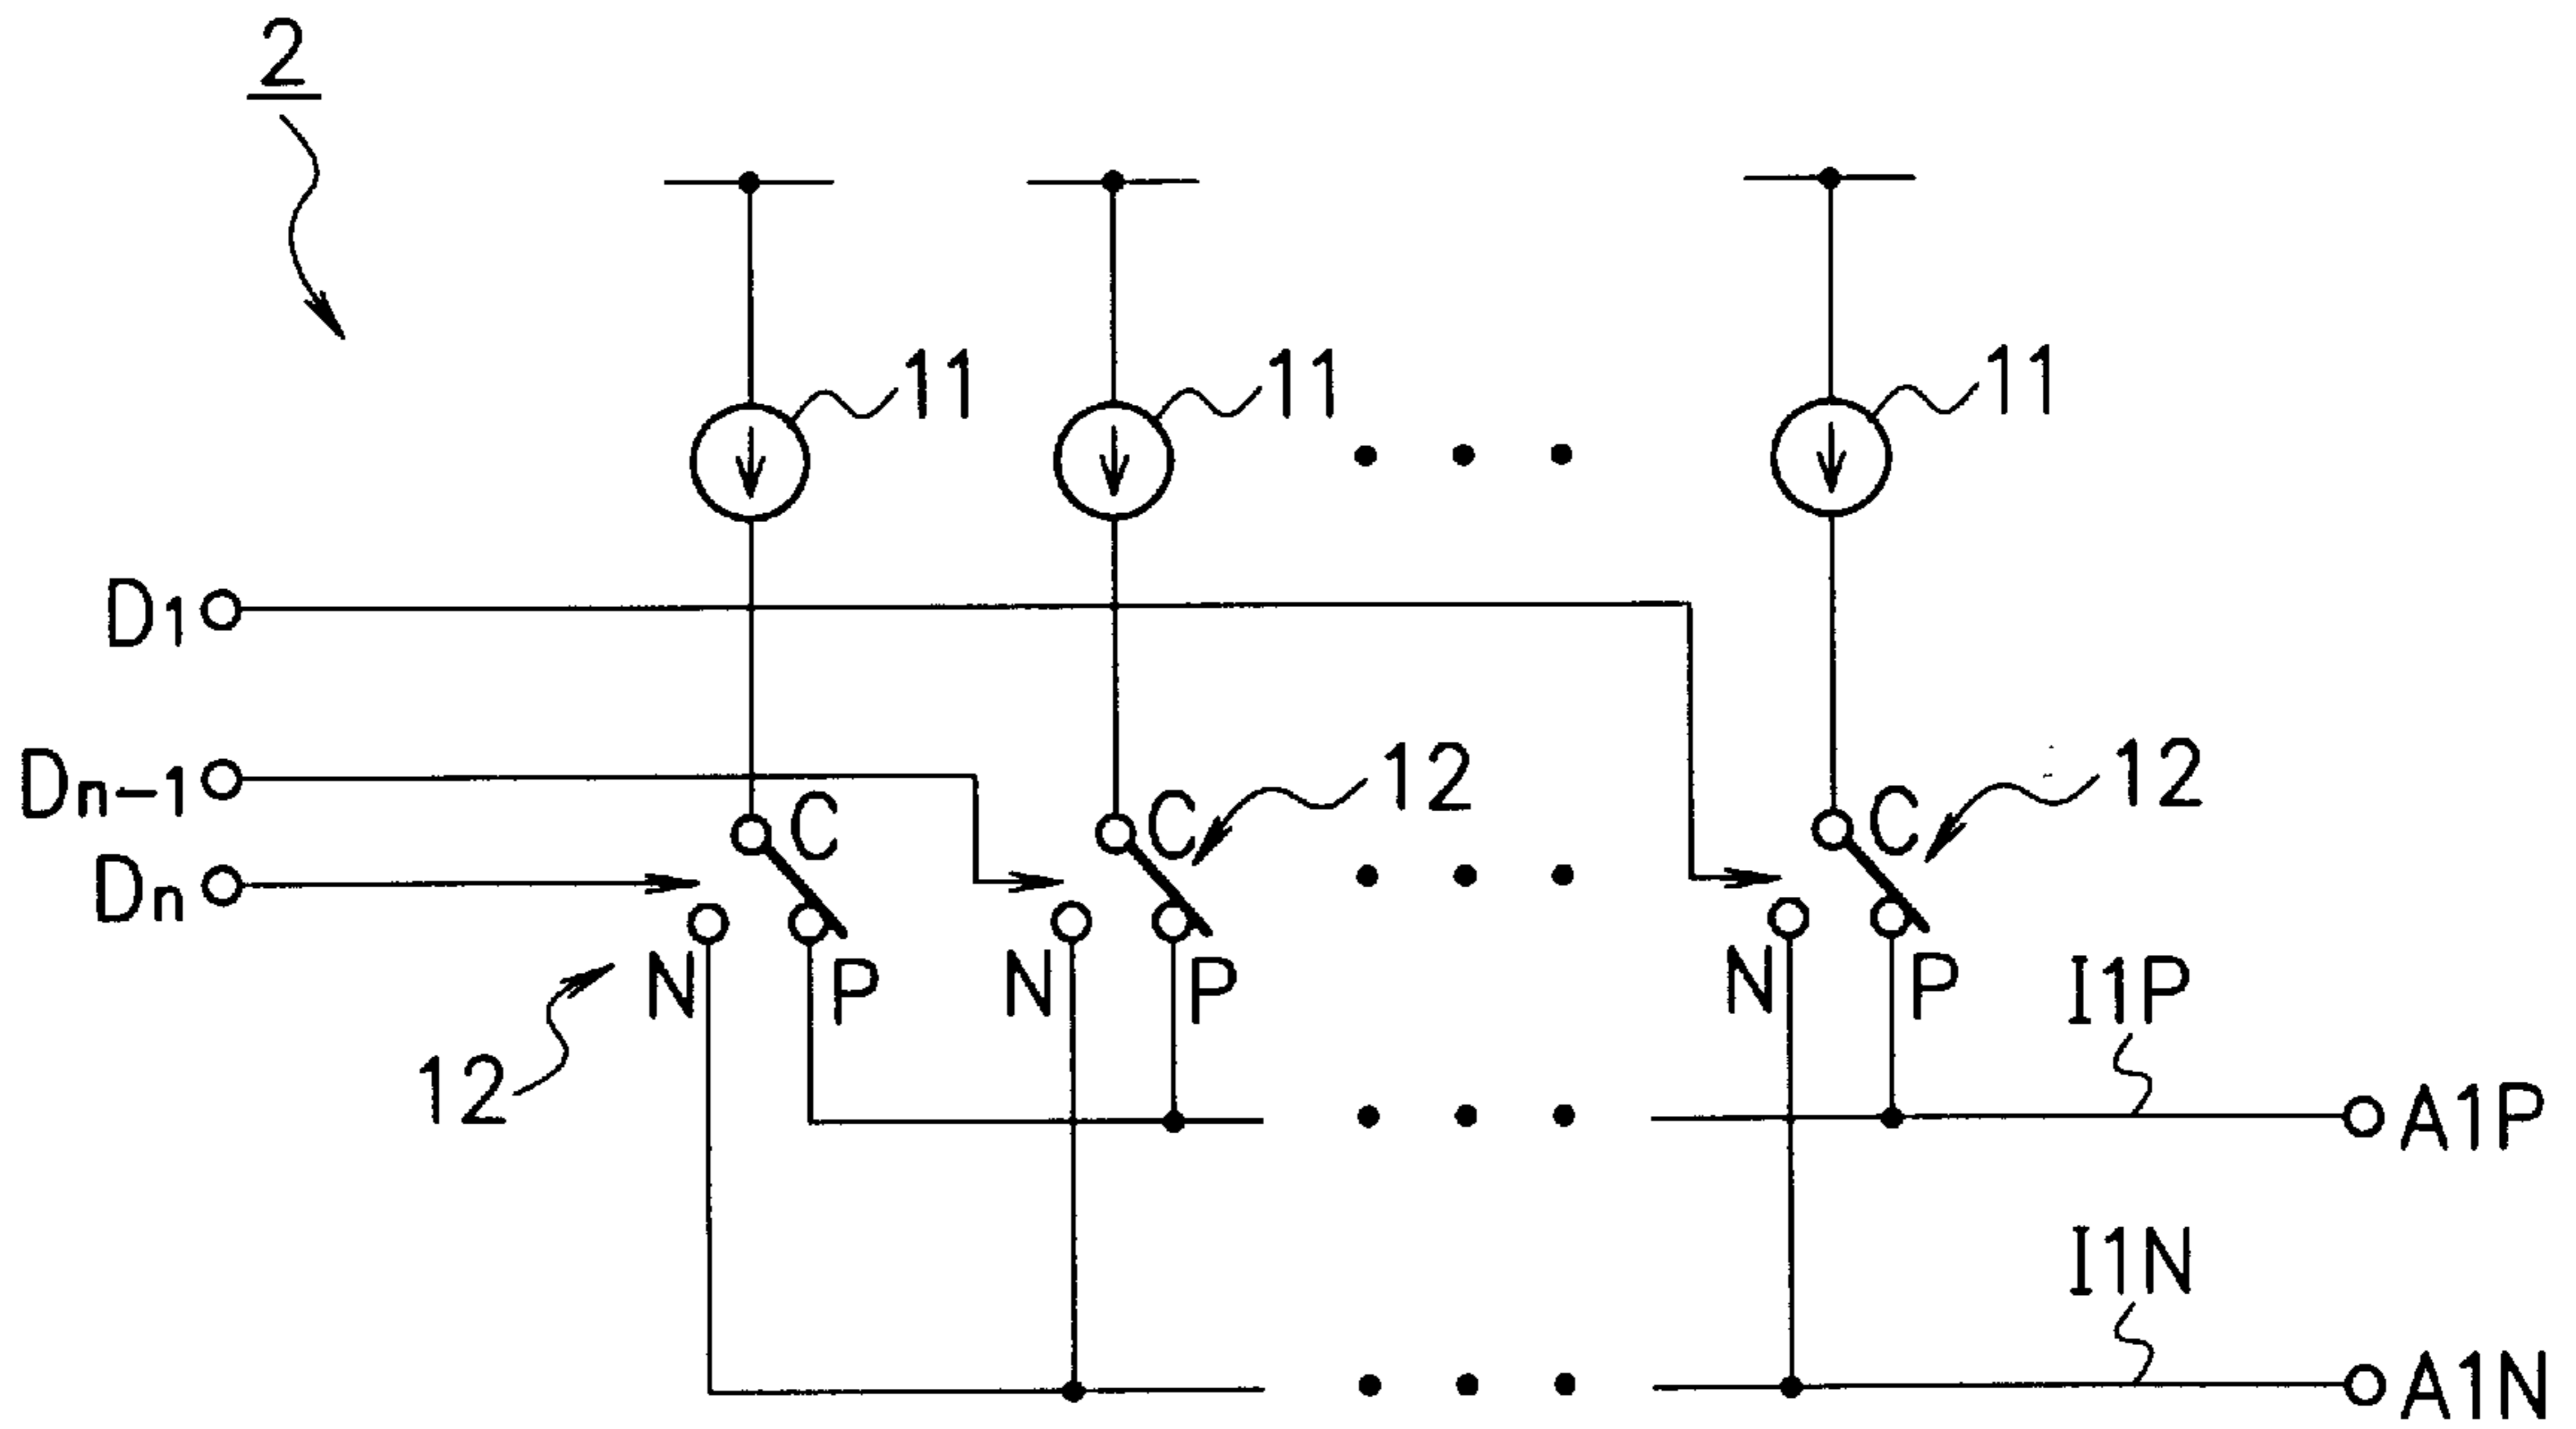 2
11 11 11
D1
Dn-1
C C 12 C 12
Dn
N P N P N P I1P
12
A1P
I1N
A1N